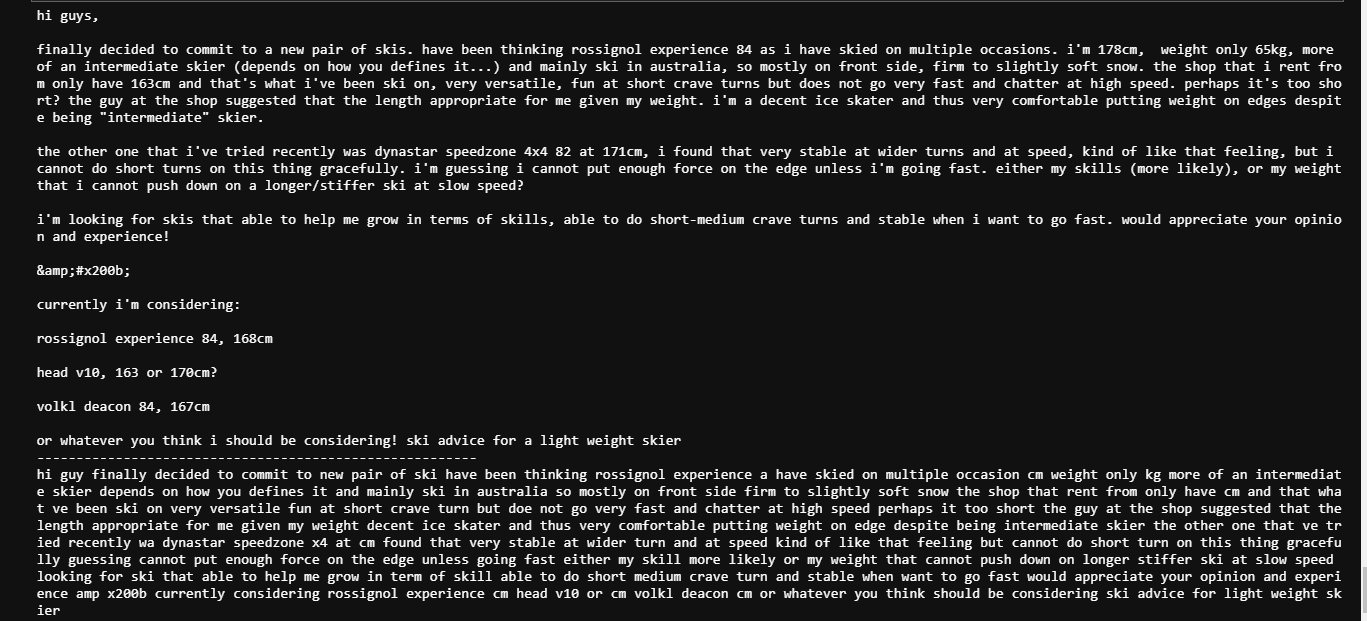 hi guys,
finally decided to commit to a new pair of skis. have been thinking rossignol experience 84 as i have skied on multiple occasions. i'm 178cm,  weight only 65kg, more
of an intermediate skier (depends on how you defines it...) and mainly ski in australia, so mostly on front side, firm to slightly soft snow. the shop that i rent fro
m only have 163cm and that's what i've been ski on, very versatile, fun at short crave turns but does not go very fast and chatter at high speed. perhaps it's too sho
rt? the guy at the shop suggested that the length appropriate for me given my weight. i'm a decent ice skater and thus very comfortable putting weight on edges despit
e being "intermediate" skier.
the other one that i've tried recently was dynastar speedzone 4x4 82 at 171cm, i found that very stable at wider turns and at speed, kind of like that feeling, but i
cannot do short turns on this thing gracefully. i'm guessing i cannot put enough force on the edge unless i'm going fast. either my skills (more likely), or my weight
that i cannot push down on a longer/stiffer ski at slow speed?
i'm looking for skis that able to help me grow in terms of skills, able to do short-medium crave turns and stable when i want to go fast. would appreciate your opinio
n and experience!
&amp;#x200b;
currently i'm considering:
rossignol experience 84, 168cm
head v10, 163 or 170cm?
volkl deacon 84, 167cm
or whatever you think i should be considering! ski advice for a light weight skier
--------------------------------------------------------
hi guy finally decided to commit to new pair of ski have been thinking rossignol experience a have skied on multiple occasion cm weight only kg more of an intermediat
e skier depends on how you defines it and mainly ski in australia so mostly on front side firm to slightly soft snow the shop that rent from only have cm and that wha
t ve been ski on very versatile fun at short crave turn but doe not go very fast and chatter at high speed perhaps it too short the guy at the shop suggested that the
length appropriate for me given my weight decent ice skater and thus very comfortable putting weight on edge despite being intermediate skier the other one that ve tr
ied recently wa dynastar speedzone x4 at cm found that very stable at wider turn and at speed kind of like that feeling but cannot do short turn on this thing gracefu
lly guessing cannot put enough force on the edge unless going fast either my skill more likely or my weight that cannot push down on longer stiffer ski at slow speed
looking for ski that able to help me grow in term of skill able to do short medium crave turn and stable when want to go fast would appreciate your opinion and experi
ence amp x200b currently considering rossignol experience cm head v10 or cm volkl deacon cm or whatever you think should be considering ski advice for light weight sk
ier